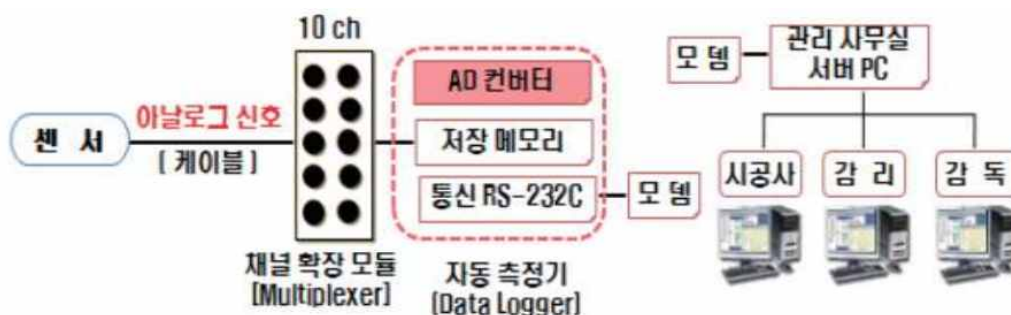 10 ch
센 서
아날로그 신호
[ 케이블 ]
채널 확장 모듈
[Multiplexer]
AD 컨버터
저장 메모리
통신 RS-232C
자동 측정기
(Data Logger)
모 뎀
모 뎀
관리 사무실
서버 PC
시공사
감 리
감 독